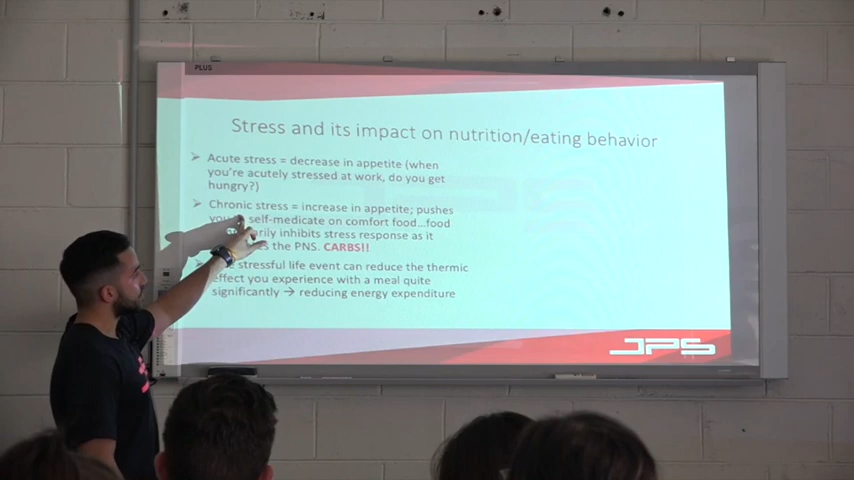 PLUS
Stress and its impact on nutrition/eating behavior
➢ Acute stress = decrease in appetite (when
you're acutely stressed at work, do you get
hungry?)
➢ Chronic stress = increase in appetite; pushes
self-medicate on comfort food...food
inhibits stress response as it
the PNS. CARBS!!
stressful life event can reduce the thermic
effect you experience with a meal quite
significantly → reducing energy expenditure
JPS